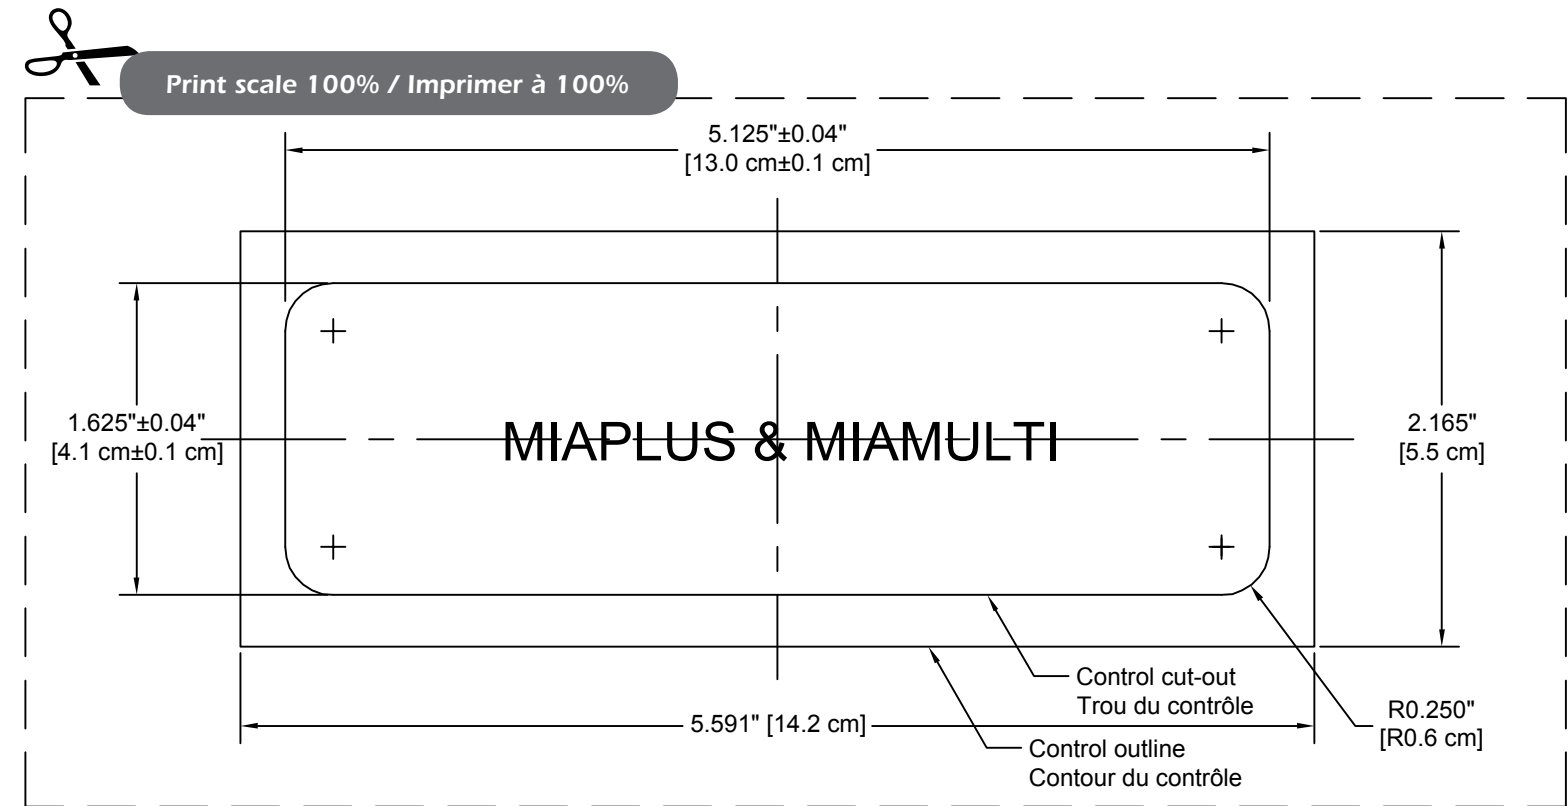 Print scale 100% / Imprimer à 100%
5.125"±0.04"
[13.0 cm±0.1 cm]
1.625"±0.04"
[4.1 cm±0.1 cm]
MIAPLUS & MIAMULTI
2.165"
[5.5 cm]
Control cut-out
Trou du contrôle
5.591" [14.2 cm]
R0.250"
[R0.6 cm]
Control outline
Contour du contrôle